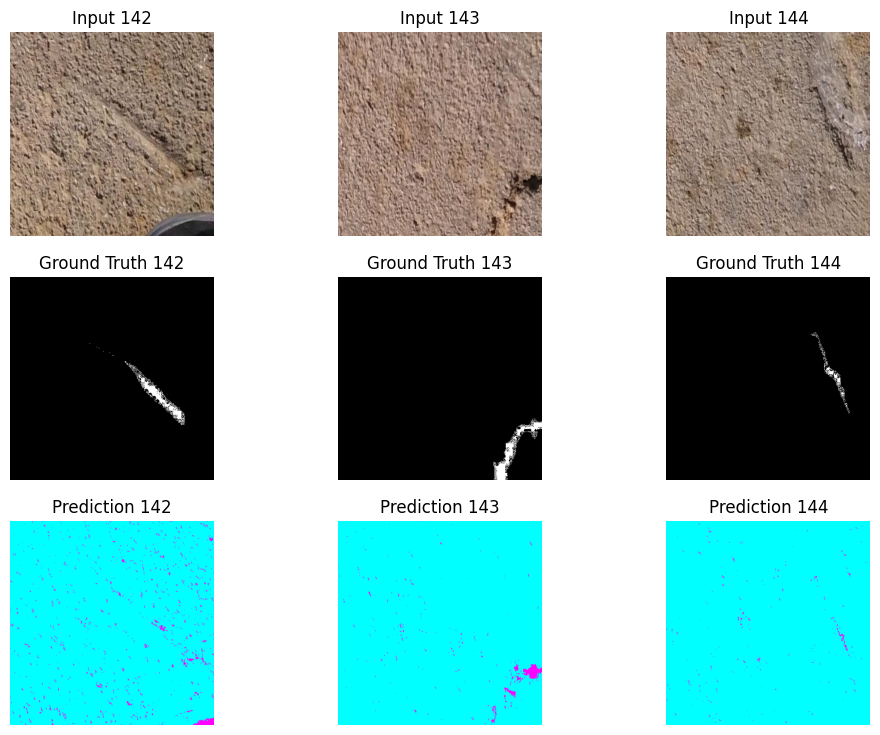 Input 142
Input 143
Input 144
Ground Truth 142
Ground Truth 143
Ground Truth 144
Prediction 142
Prediction 143
Prediction 144